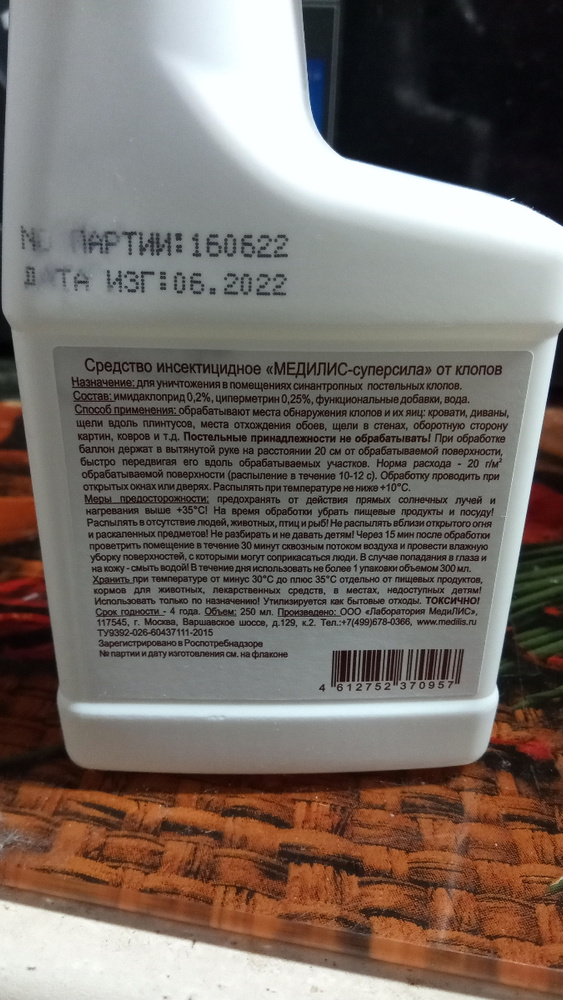 № ПАРТИИ:160622
ДАТА ИЗГ:06.2022
Средство инсектицидное «МЕДИЛИС-суперсила» от клопов
Назначение: для уничтожения в помещениях синантропных постельных клопов.
Состав: имидаклоприд 0,2%, циперметрин 0,25%, функциональные добавки, вода.
Способ применения: обрабатывают места обнаружения клопов и их яиц: кровати, диваны,
щели вдоль плинтусов, места отхождения обоев, щели в стенах, оборотную сторону
картин, ковров и т.д. Постельные принадлежности не обрабатывать! При обработке
баллон держат в вытянутой руке на расстоянии 20 см от обрабатываемой поверхности,
быстро передвигая его вдоль обрабатываемых участков. Норма расхода - 20 г/м²
обрабатываемой поверхности (распыление в течение 10-12 с). Обработку проводить при
открытых окнах или дверях. Распылять при температуре не ниже +10°С.
Меры предосторожности: предохранять от действия прямых солнечных лучей и
нагревания выше +35°С! На время обработки убрать пищевые продукты и посуду!
Распылять в отсутствие людей, животных, птиц и рыб! Не распылять вблизи открытого огня
и раскаленных предметов! Не разбирать и не давать детям! Через 15 мин после обработки
проветрить помещение в течение 30 минут сквозным потоком воздуха и провести влажную
уборку поверхностей, с которыми могут соприкасаться люди. В случае попадания в глаза и
на кожу - смыть водой! В течение дня использовать не более 1 упаковки объемом 300 мл.
Хранить при температуре от минус 30°С до плюс 35°С отдельно от пищевых продуктов,
кормов для животных, лекарственных средств, в местах, недоступных детям!
Использовать только по назначению! Утилизируется как бытовые отходы. ТОКСИЧНО!
Срок годности - 4 года. Объем: 250 мл. Произведено: ООО «Лаборатория МедиЛИС»,
117545, г. Москва, Варшавское шоссе, д.129, к.2. Тел.:+7(499)678-0366, www.medilis.ru
ТУ9392-026-60437111-2015
Зарегистрировано в Роспотребнадзоре
№ партии и дату изготовления см. на флаконе
4 612752 370957